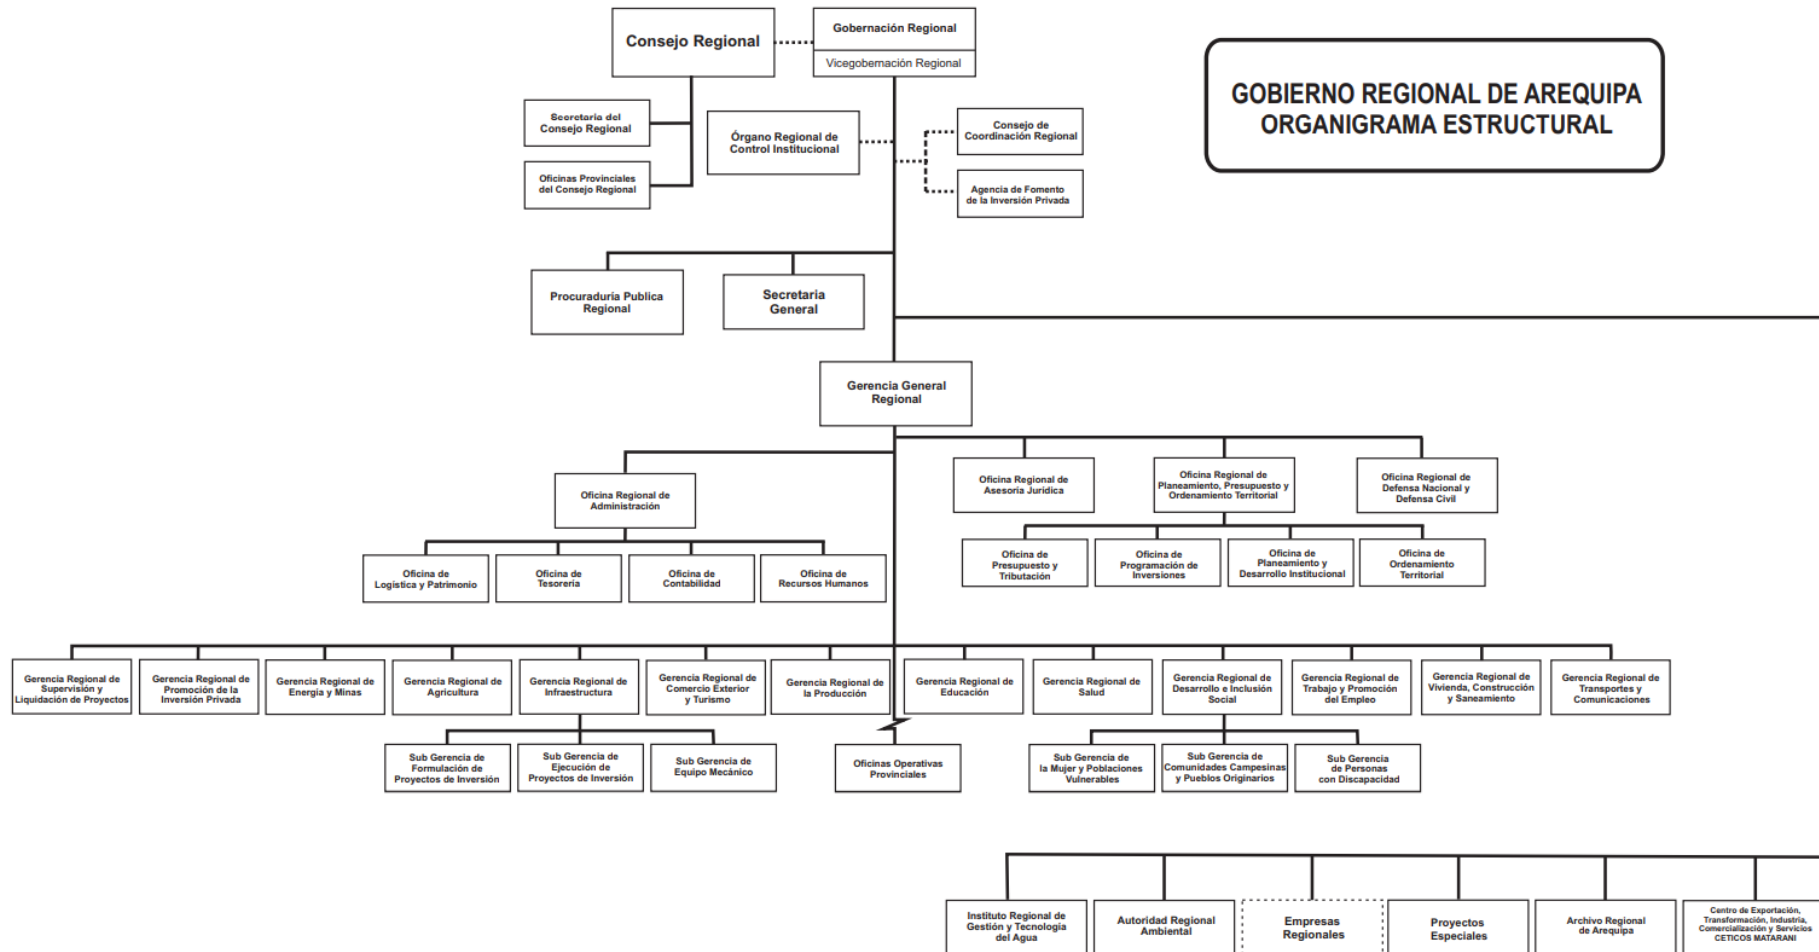 Consejo Regional
Gobernación Regional
Vicegobernación Regional
GOBIERNO REGIONAL DE AREQUIPA
ORGANIGRAMA ESTRUCTURAL
Secretaria del
Consejo Regional
Oficinas Provinciales
del Consejo Regional
Órgano Regional de
Control Institucional
Consejo de
Coordinación Regional
Agencia de Fomento
de la Inversión Privada
Procuraduría Publica
Regional
Secretaria
General
Gerencia General
Regional
Oficina Regional de
Administración
Oficina Regional de
Asesoria Juridica
Oficina Regional de
Planeamiento, Presupuesto y
Ordenamiento Territorial
Oficina Regional de
Defensa Nacional y
Defensa Civil
Oficina de
Logística y Patrimonio
Oficina de
Tesorería
Oficina de
Contabilidad
Oficina de
Recursos Humanos
Oficina de
Presupuesto y
Tributación
Oficina de
Programación de
Inversiones
Oficina de
Planeamiento y
Desarrollo Institucional
Oficina de
Ordenamiento
Territorial
Gerencia Regional de
Supervisión y
Liquidación de Proyectos
Gerencia Regional de
Promoción de la
Inversión Privada
Gerencia Regional de
Energia y Minas
Gerencia Regional de
Agricultura
Gerencia Regional de
Infraestructura
Gerencia Regional de
Comercio Exterior
y Turismo
Gerencia Regional de
la Producción
Gerencia Regional de
Educación
Gerencia Regional de
Salud
Gerencia Regional de
Desarrollo e Inclusión
Social
Gerencia Regional de
Trabajo y Promoción
del Empleo
Gerencia Regional de
Vivienda, Construcción
y Saneamiento
Gerencia Regional de
Transportes y
Comunicaciones
Sub Gerencia de
Formulación de
Proyectos de Inversión
Sub Gerencia de
Ejecución de
Proyectos de Inversión
Sub Gerencia de
Equipo Mecánico
Oficinas Operativas
Provinciales
Sub Gerencia de
la Mujer y Poblaciones
Vulnerables
Sub Gerencia de
Comunidades Campesinas
y Pueblos Originarios
Sub Gerencia
de Personas
con Discapacidad
Instituto Regional de
Gestión y Tecnología
del Agua
Autoridad Regional
Ambiental
Empresas
Regionales
Proyectos
Especiales
Archivo Regional
de Arequipa
Centro de Exportación,
Transformación, Industria,
Comercialización y Servicios
CETICOS MATARANI